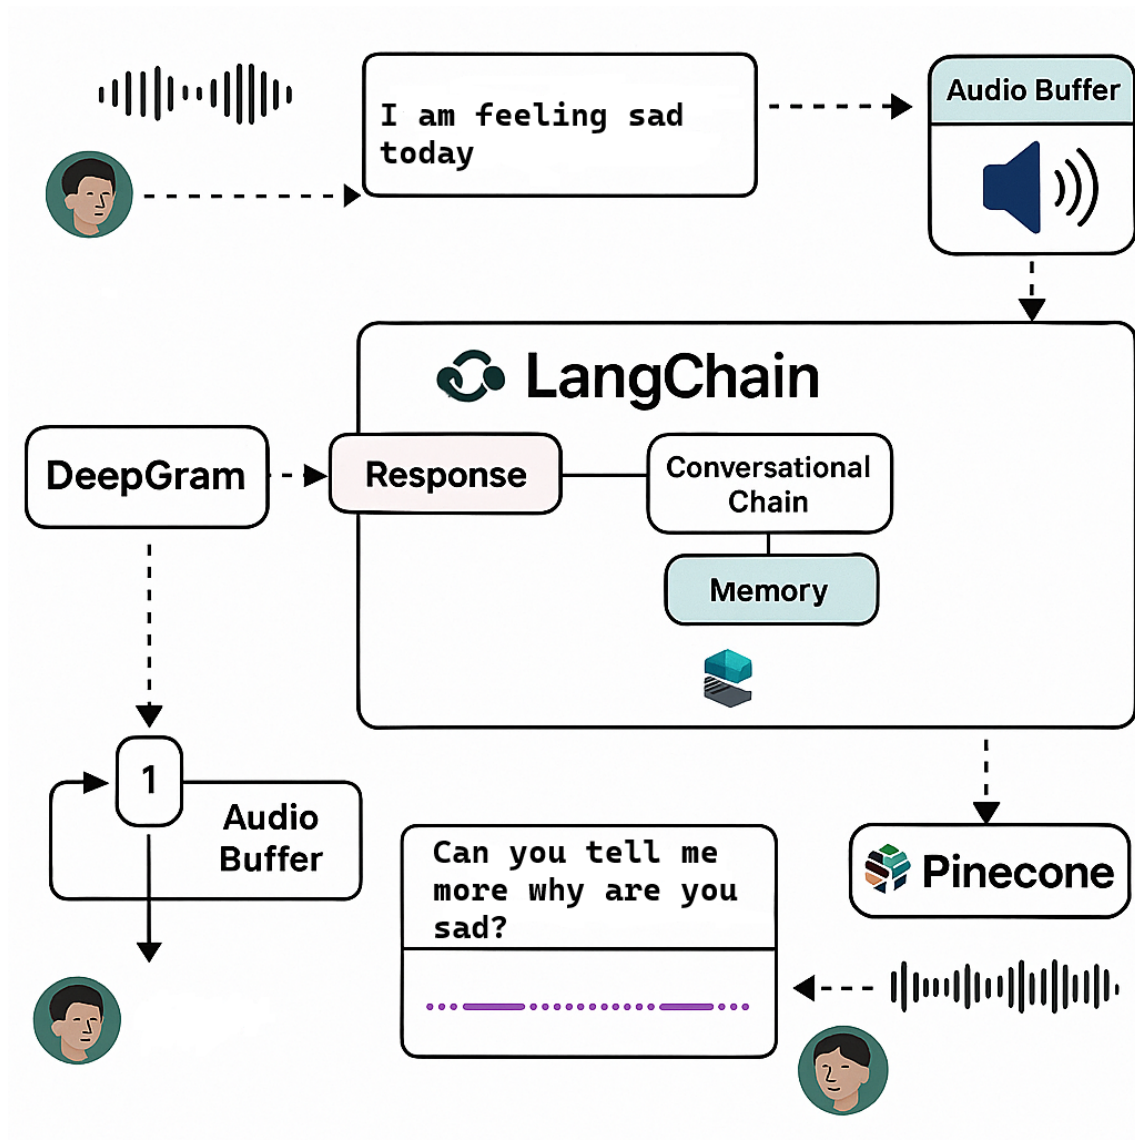 I am feeling sad
today
Audio Buffer
LangChain
DeepGram
Response
Conversational
Chain
Memory
1
Audio
Buffer
Can you tell me
more why are you
sad?
Pinecone